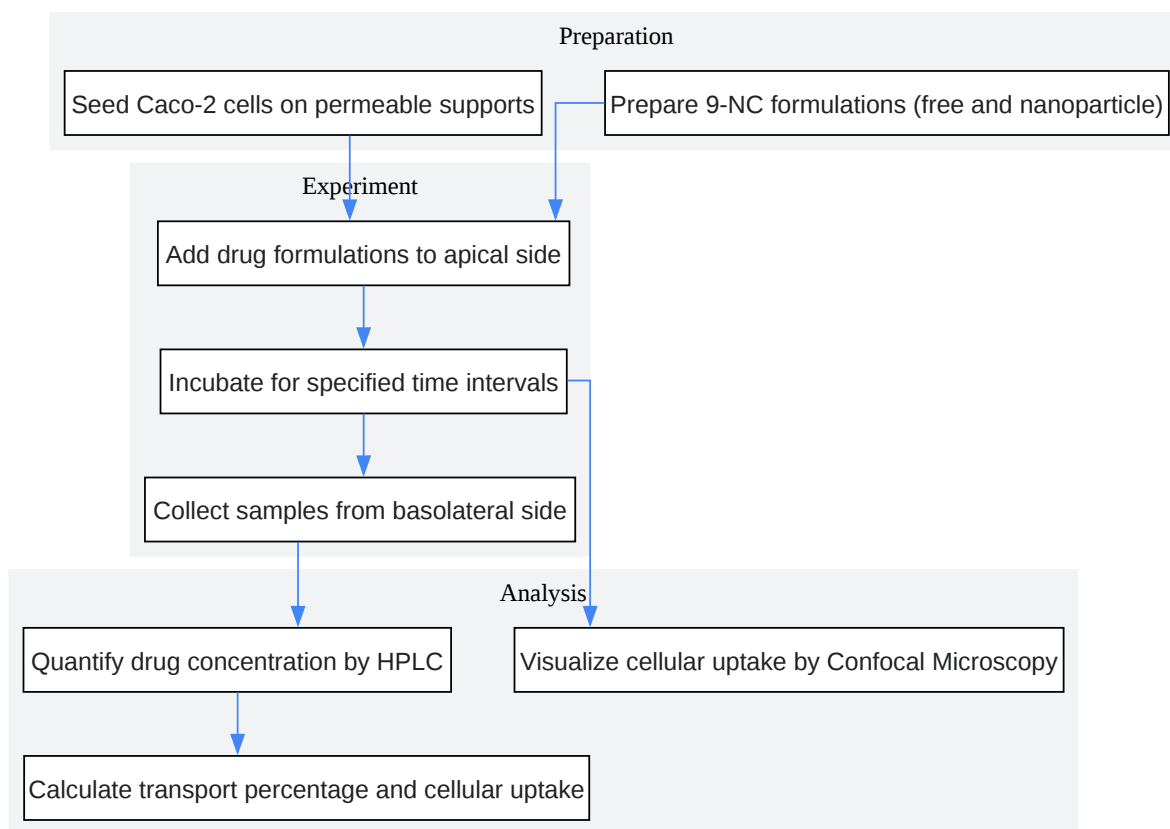 Preparation
Seed Caco-2 cells on permeable supports
Prepare 9-NC formulations (free and nanoparticle)
Experiment
Add drug formulations to apical side
Incubate for specified time intervals
Collect samples from basolateral side
Analysis
Quantify drug concentration by HPLC
Visualize cellular uptake by Confocal Microscopy
Calculate transport percentage and cellular uptake